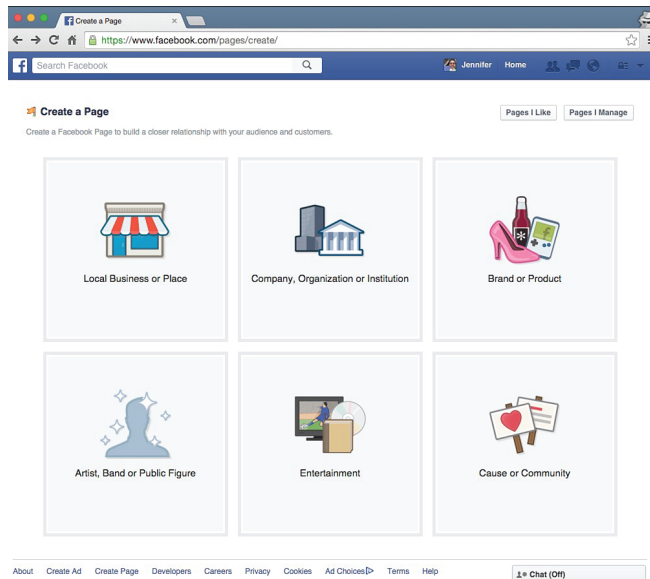 Create a Page
https://www.facebook.com/pages/create/
f Search Facebook Jennifer Home
Create a Page Pages I Like Pages I Manage
Create a Facebook Page to build a closer relationship with your audience and customers.
Local Business or Place Company, Organization or Institution Brand or Product
Artist, Band or Public Figure Entertainment Cause or Community
About Create Ad Create Page Developers Careers Privacy Cookies Ad Choices Terms Help
Chat (Off)